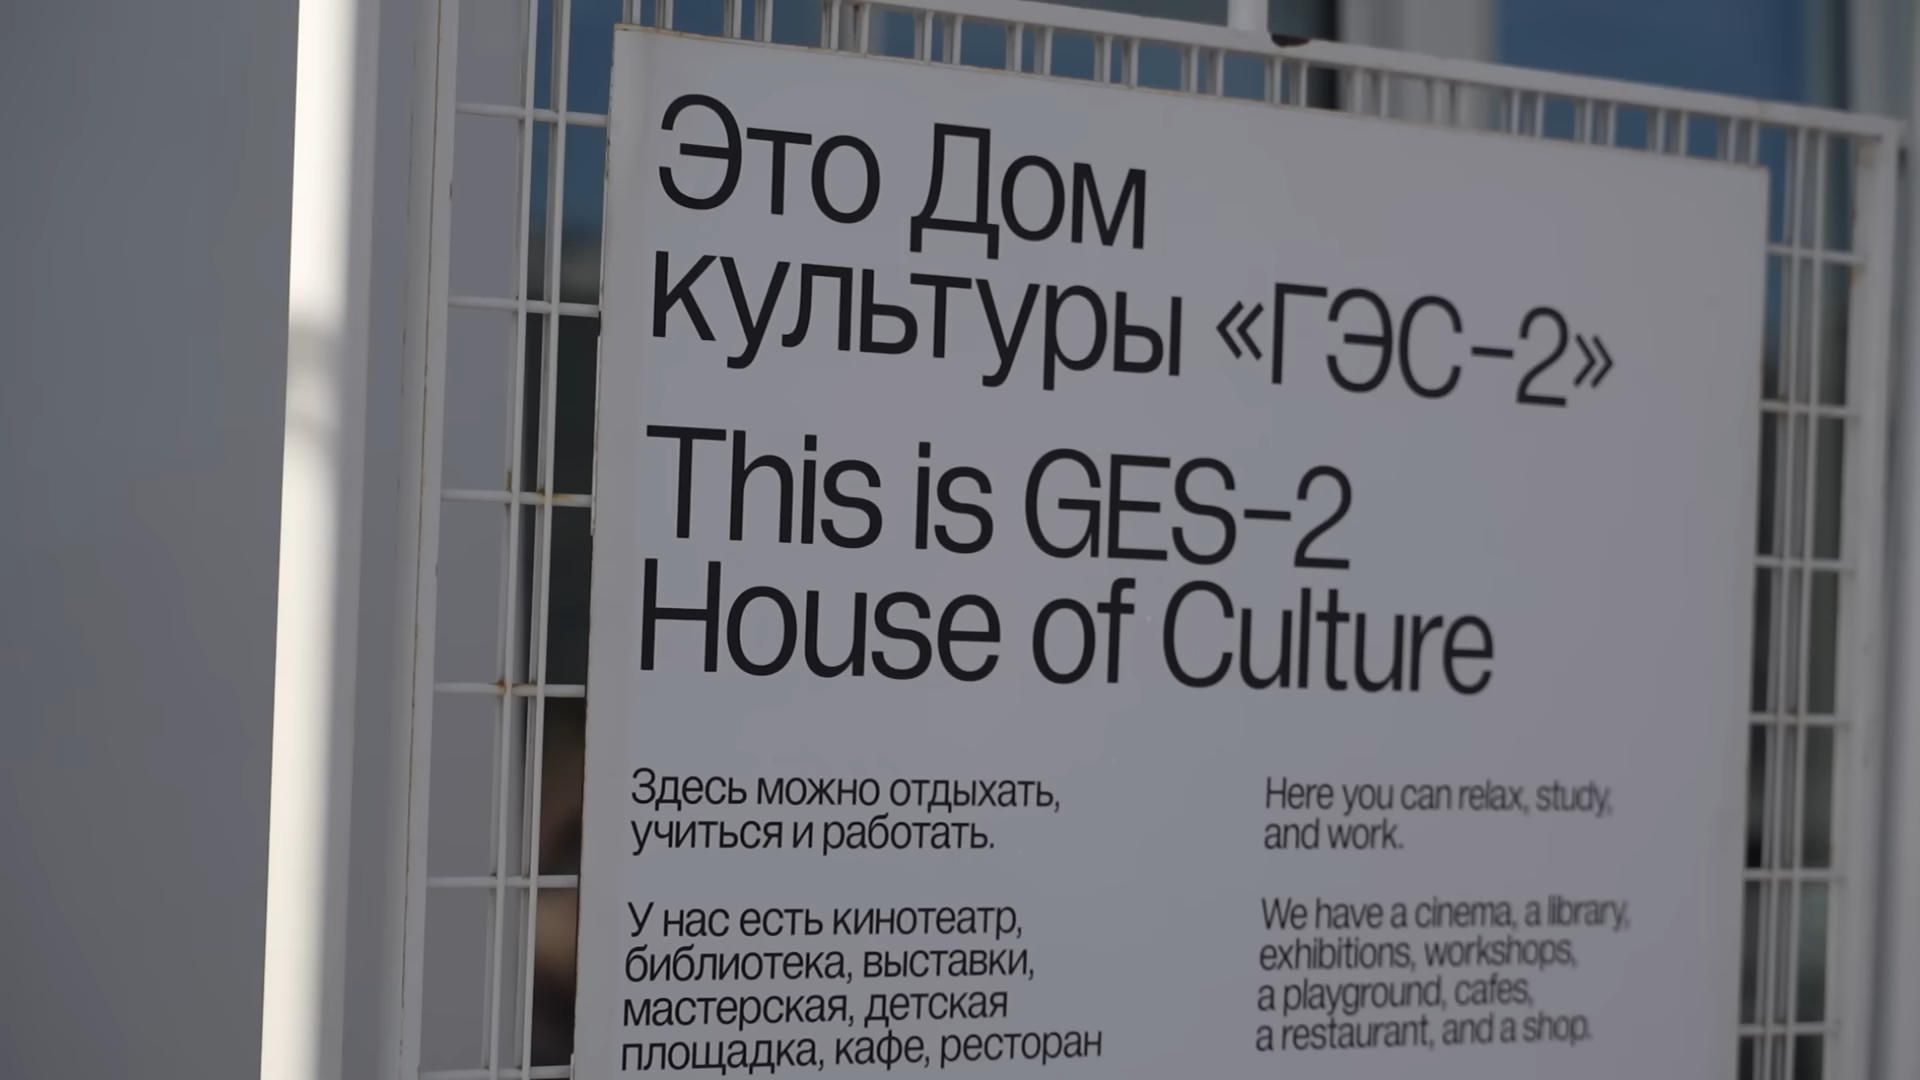 Это Дом
культуры «ГЭС-2»
This is GES-2
House of Culture
Здесь можно отдыхать,
учиться и работать.
У нас есть кинотеатр,
библиотека, выставки,
мастерская, детская
площадка, кафе, ресторан
Here you can relax, study,
and work.
We have a cinema, a library,
exhibitions, workshops,
a playground, cafes,
a restaurant, and a shop.